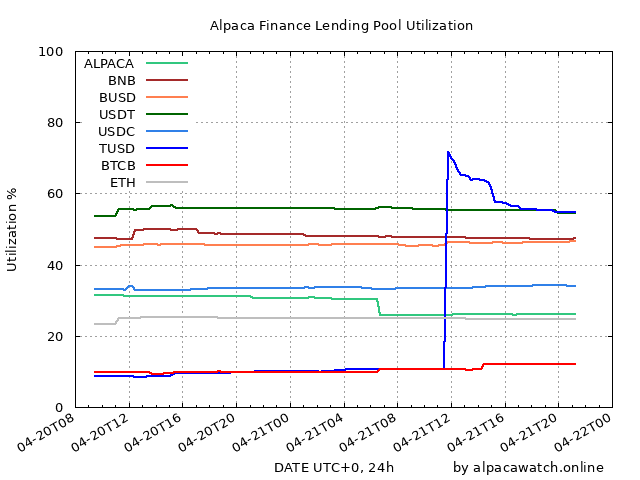 Alpaca Finance Lending Pool Utilization
100
80
60
40
20
0
Utilization %
ALPACA
BNB
BUSD
USDT
USDC
TUSD
BTCB
ETH
04-20T08
04-20T12
04-20T16
04-20T20
04-21T00
04-21T04
04-21T08
04-21T12
04-21T16
04-21T20
04-22T00
DATE UTC+0, 24h
by alpacawatch.online